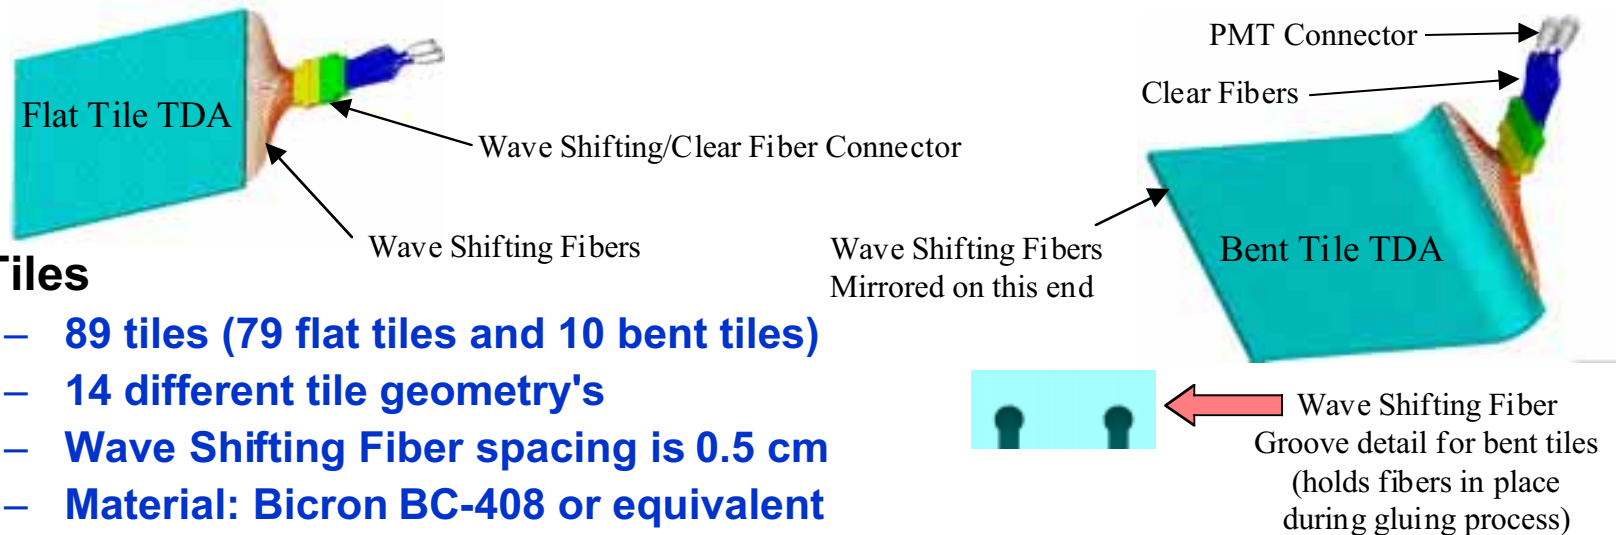 Flat Tile TDA
Wave Shifting/Clear Fiber Connector
Wave Shifting Fibers
PMT Connector
Clear Fibers
Wave Shifting Fibers
Mirrored on this end
Bent Tile TDA
Tiles
– 89 tiles (79 flat tiles and 10 bent tiles)
– 14 different tile geometry's
– Wave Shifting Fiber spacing is 0.5 cm
– Material: Bicron BC-408 or equivalent
Wave Shifting Fiber
Groove detail for bent tiles
(holds fibers in place
during gluing process)